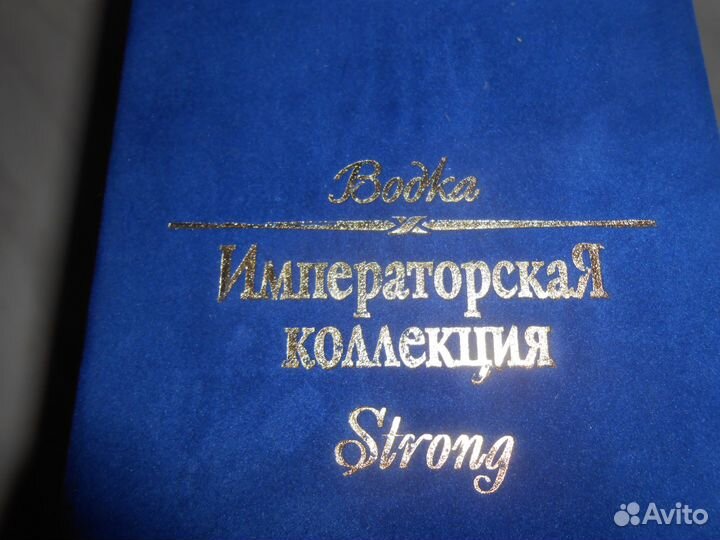 Водка
ИмператорскаЯ
коллекция
Strong
Avito